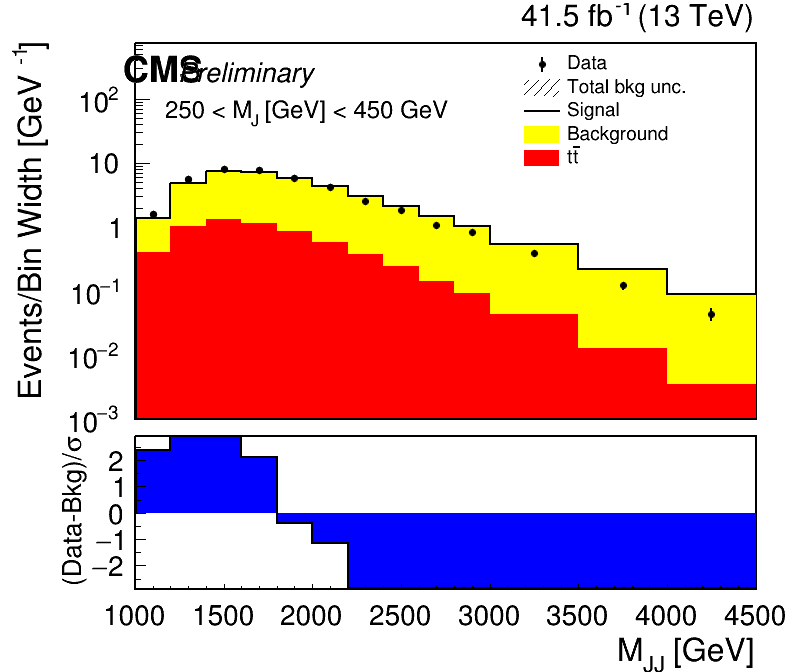 41.5 fb⁻¹ (13 TeV)
CMS Preliminary
250 < M_J [GeV] < 450 GeV
Data
Total bkg unc.
Signal
Background
tt̄
Events/Bin Width [GeV⁻¹]
10²
10
1
10⁻¹
10⁻²
10⁻³
(Data-Bkg)/σ
2
1
0
−1
−2
1000 1500 2000 2500 3000 3500 4000 4500
M_JJ [GeV]